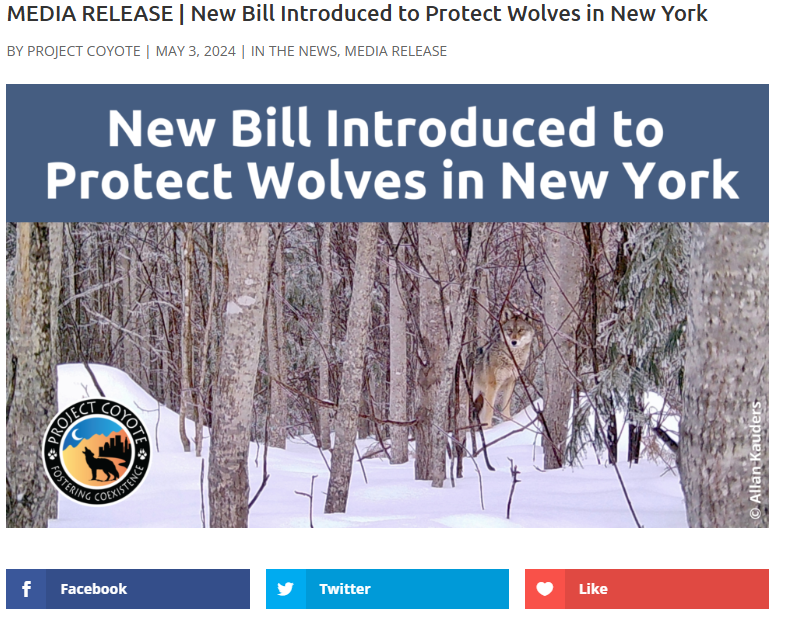 MEDIA RELEASE | New Bill Introduced to Protect Wolves in New York
BY PROJECT COYOTE | MAY 3, 2024 | IN THE NEWS, MEDIA RELEASE
New Bill Introduced to
Protect Wolves in New York
PROJECT COYOTE
FOSTERING COEXISTENCE
© Allan Kauders
Facebook
Twitter
Like